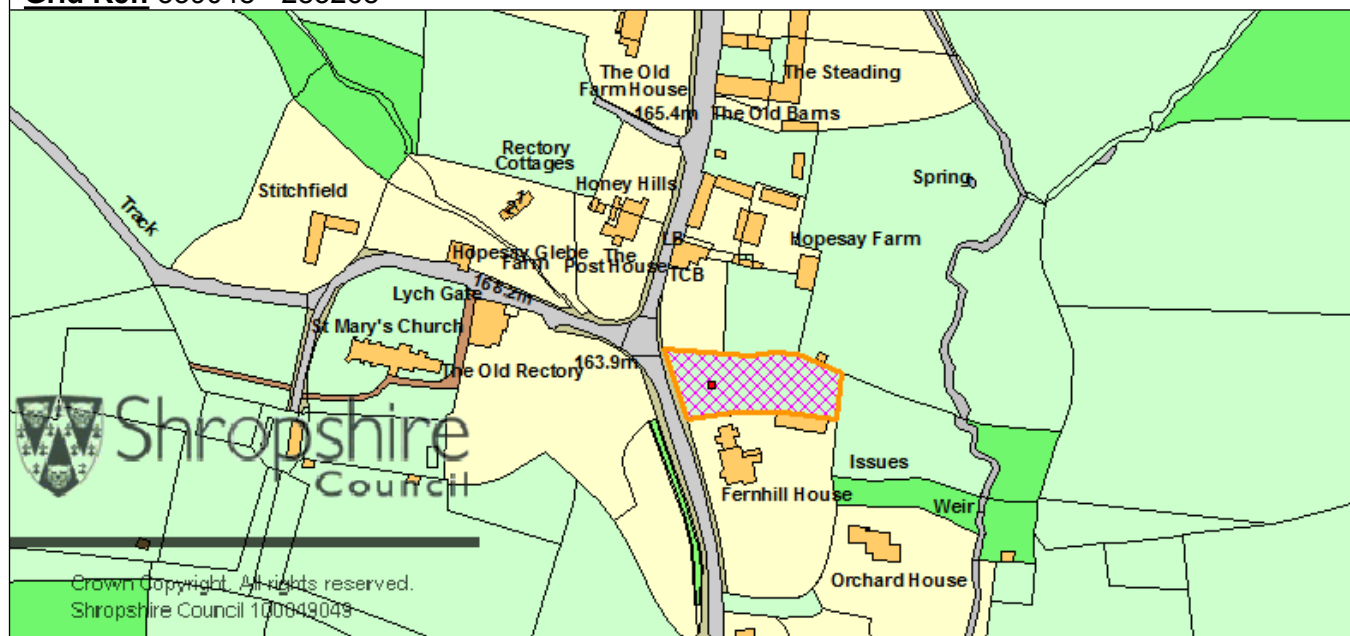 The Old
Farm House
The Steading
165.4m
The Old Barns
Rectory
Cottages
Stitchfield
Honey Hills
Spring
Track
LB
Hopesay Farm
Hopesay Glebe
Farm
The
Post House
TCB
168.2m
Lych Gate
St Mary's Church
163.9m
The Old Rectory
Shropshire
Council
Issues
Fernhill House
Weir
Orchard House
Crown Copyright. All rights reserved.
Shropshire Council 100049049